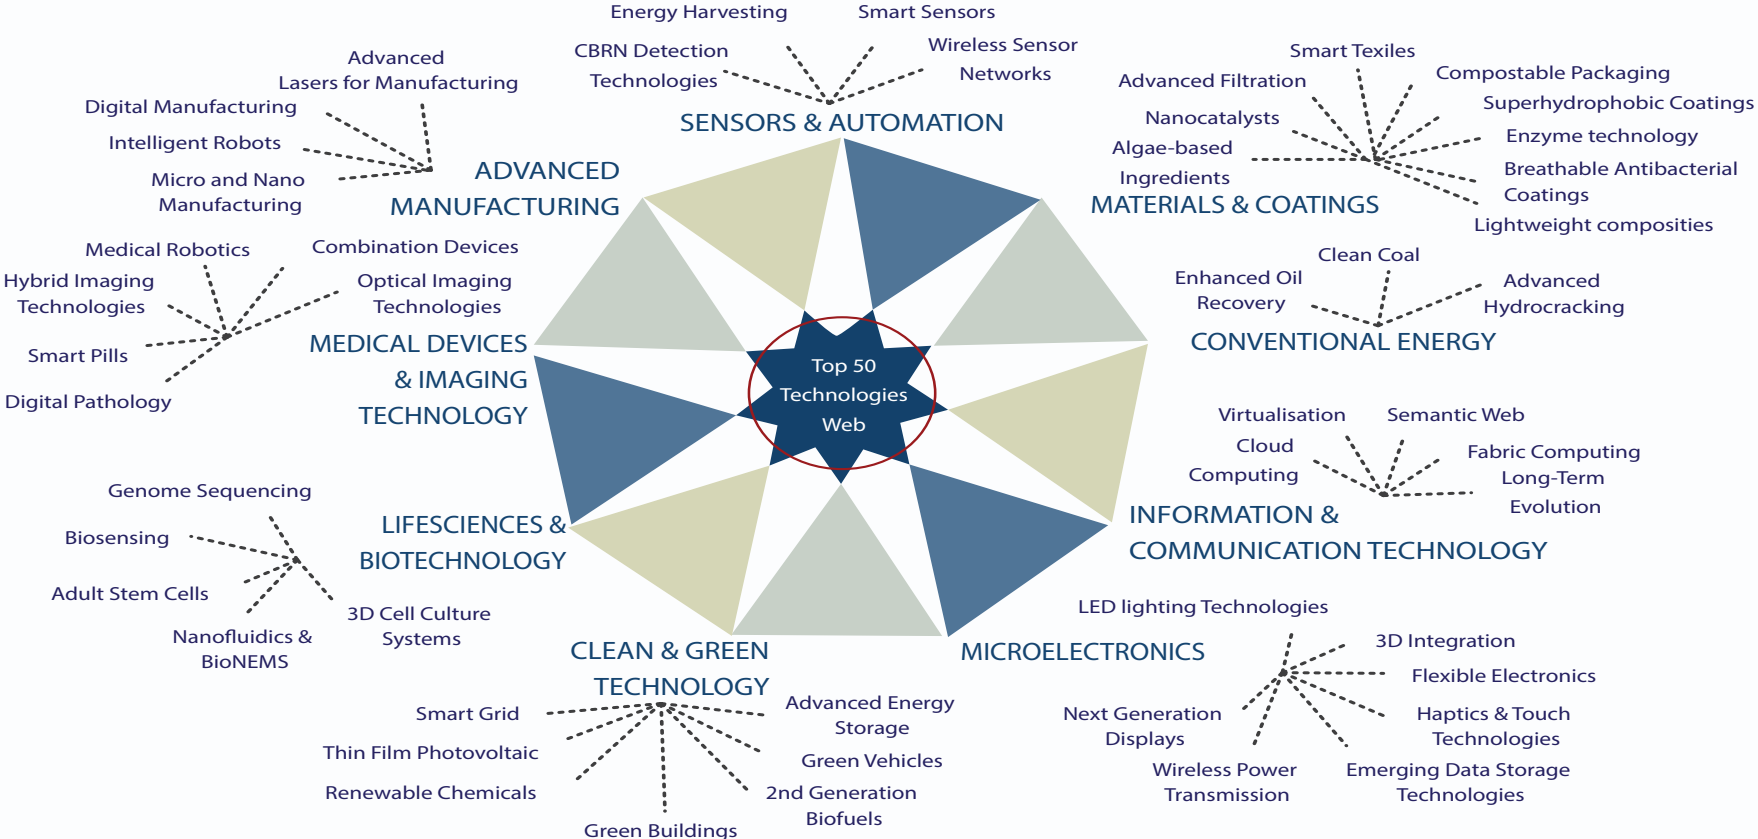 Energy Harvesting
Smart Sensors
CBRN Detection
Technologies
Wireless Sensor
Networks
SENSORS & AUTOMATION
Advanced
Lasers for Manufacturing
Digital Manufacturing
Intelligent Robots
Micro and Nano
Manufacturing
ADVANCED
MANUFACTURING
Smart Texiles
Advanced Filtration
Compostable Packaging
Superhydrophobic Coatings
Nanocatalysts
Enzyme technology
Algae-based
Ingredients
Breathable Antibacterial
Coatings
Lightweight composities
MATERIALS & COATINGS
Medical Robotics
Combination Devices
Hybrid Imaging
Technologies
Optical Imaging
Technologies
Smart Pills
Digital Pathology
MEDICAL DEVICES
& IMAGING
TECHNOLOGY
Clean Coal
Enhanced Oil
Recovery
Advanced
Hydrocracking
CONVENTIONAL ENERGY
Top 50
Technologies
Web
Virtualisation
Semantic Web
Cloud
Computing
Fabric Computing
Long-Term
Evolution
INFORMATION &
COMMUNICATION TECHNOLOGY
Genome Sequencing
Biosensing
Adult Stem Cells
Nanofluidics &
BioNEMS
3D Cell Culture
Systems
LIFESCIENCES &
BIOTECHNOLOGY
LED lighting Technologies
3D Integration
Flexible Electronics
Haptics & Touch
Technologies
Next Generation
Displays
Wireless Power
Transmission
Emerging Data Storage
Technologies
MICROELECTRONICS
CLEAN & GREEN
TECHNOLOGY
Smart Grid
Thin Film Photovoltaic
Renewable Chemicals
Green Buildings
Advanced Energy
Storage
Green Vehicles
2nd Generation
Biofuels